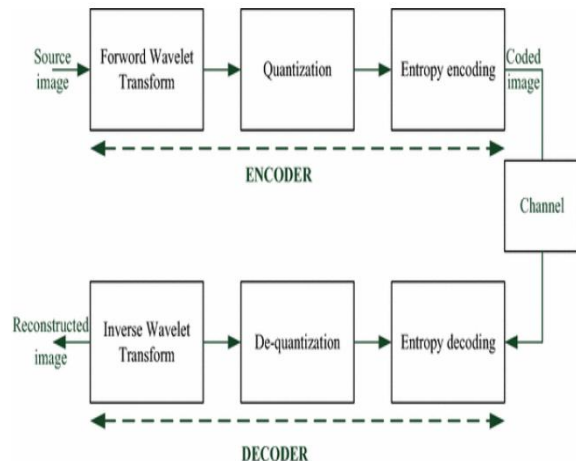 Source
image
Forword Wavelet
Transform
Quantization
Entropy encoding
Coded
image
ENCODER
Channel
Reconstructed
image
Inverse Wavelet
Transform
De-quantization
Entropy decoding
DECODER